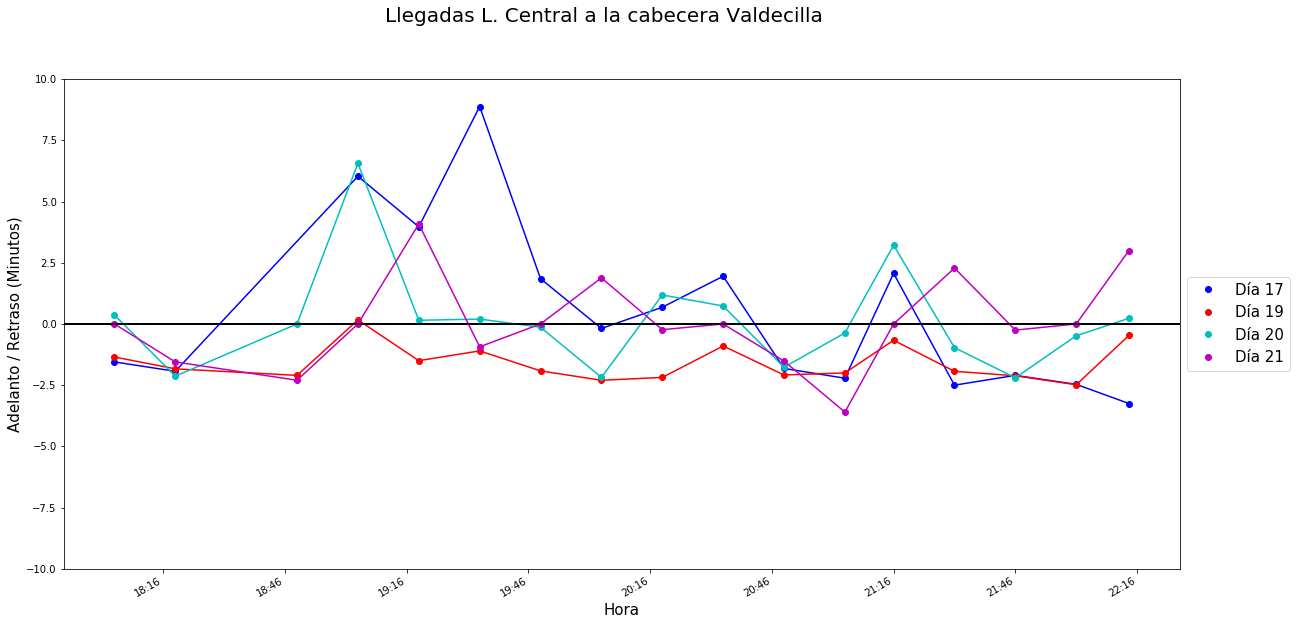 Llegadas L. Central a la cabecera Valdecilla
Adelanto / Retraso (Minutos)
10.0
7.5
5.0
2.5
0.0
−2.5
−5.0
−7.5
−10.0
18:16
18:46
19:16
19:46
20:16
20:46
21:16
21:46
22:16
Hora
Día 17
Día 19
Día 20
Día 21